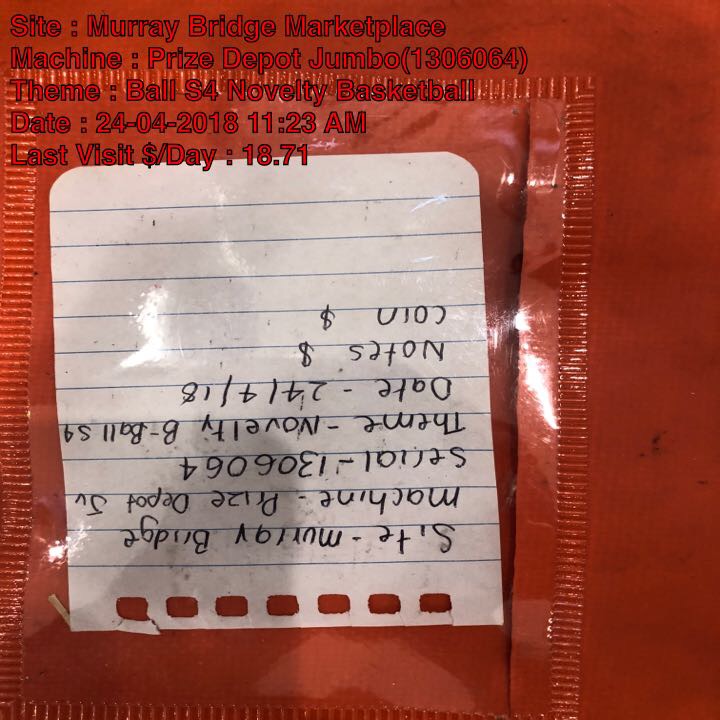 Site : Murray Bridge Marketplace
Machine : Prize Depot Jumbo(1306064)
Theme : Ball S4 Novelty Basketball
Date : 24-04-2018 11:23 AM
Last Visit $/Day : 18.71
Site - murray Bridge
machine - Prize Depot Jv
Serial - 1306064
Theme - Novelty B-Ball S4
Date - 24/4/18
Notes $
Coin $